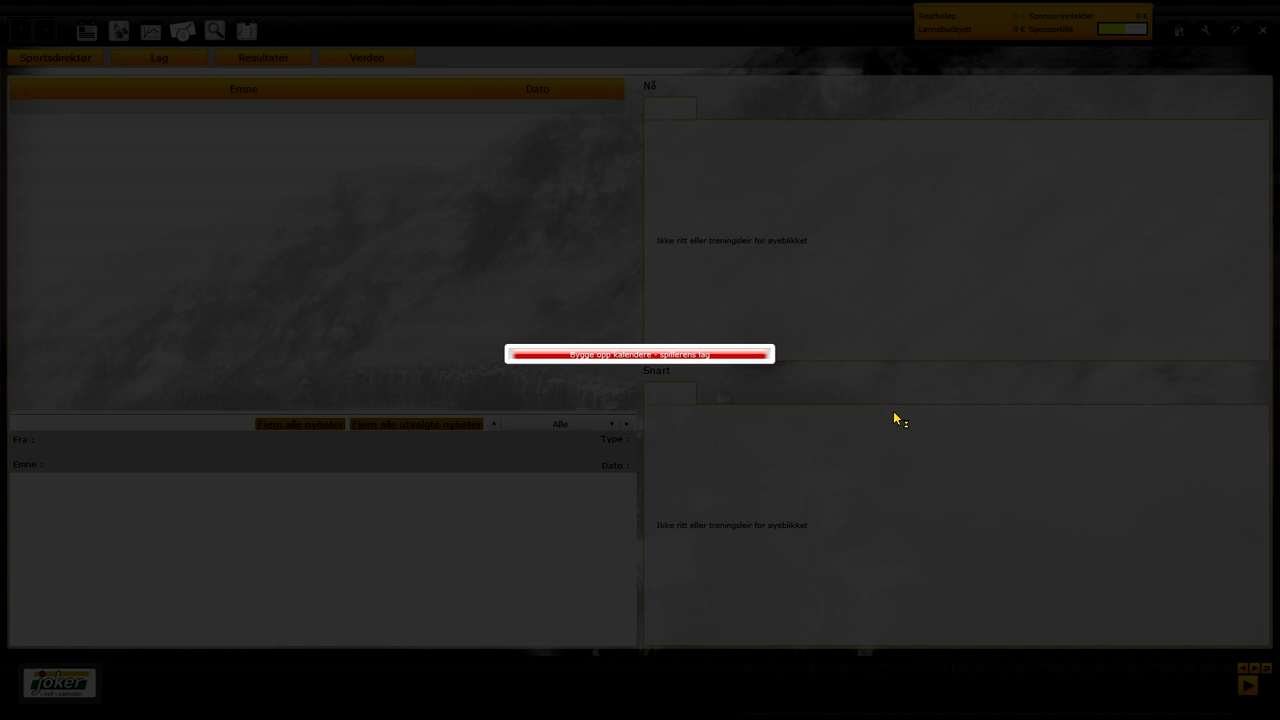 Restbeløp 0 € Sponsorinntekter 0 €
Lønnsbudsjett 0 € Sponsortillit
Sportsdirektør Lag Resultater Verden
Emne Dato
Nå
Ikke ritt eller treningsleir for øyeblikket
Bygge opp kalendere - spillerens lag
Snart
Fjern alle nyheter Fjern alle utvalgte nyheter Alle
Fra : Type :
Emne : Dato :
Ikke ritt eller treningsleir for øyeblikket
joker